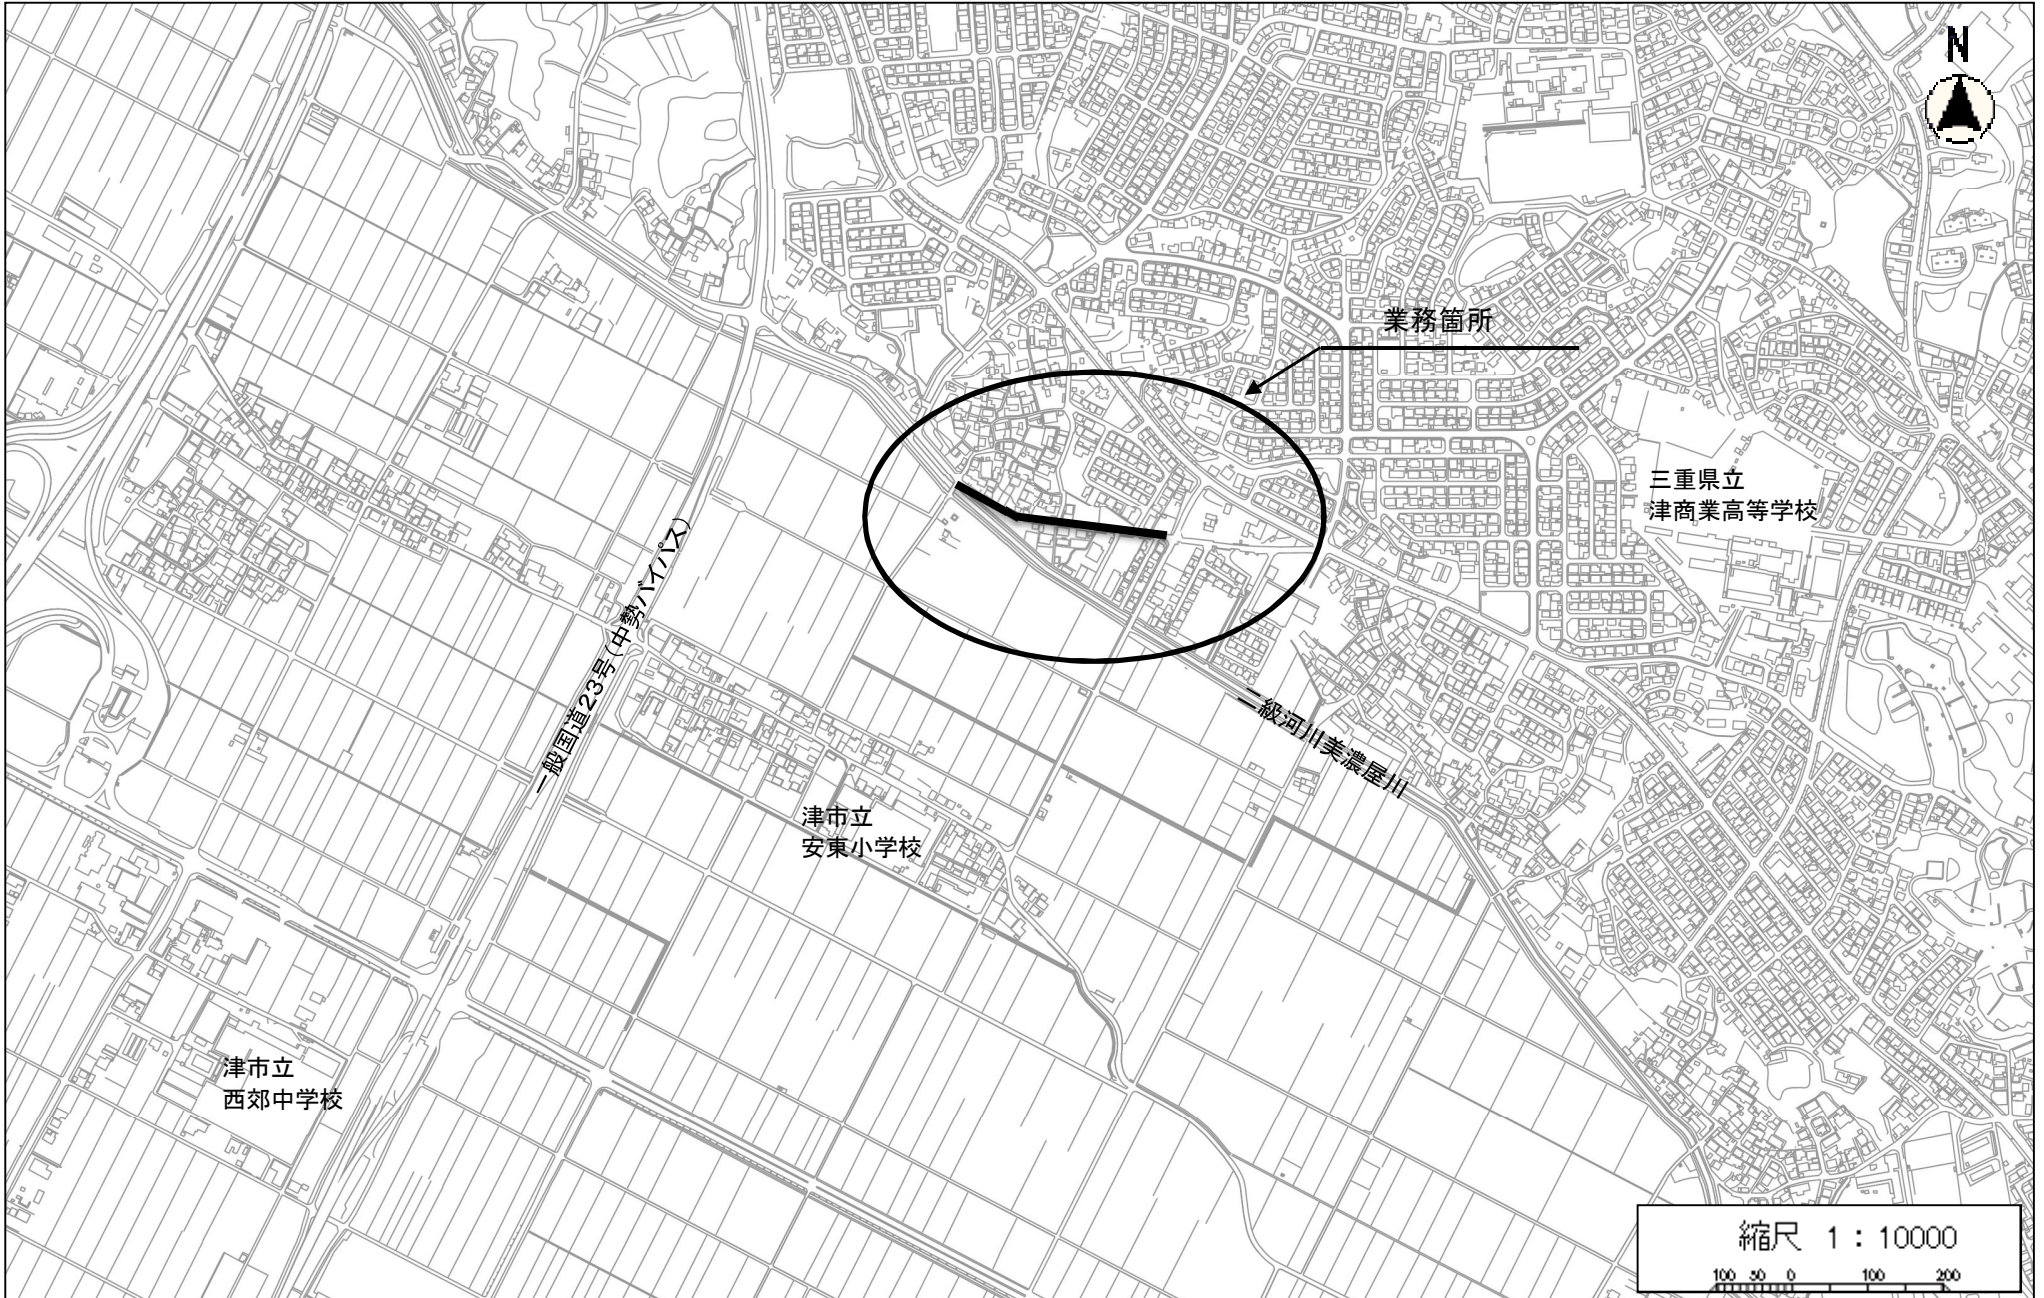 N
業務箇所
三重県立
津商業高等学校
一般国道23号(中勢バイパス)
二級河川美濃屋川
津市立
安東小学校
津市立
西郊中学校
縮尺 1:10000
100 50 0 100 200